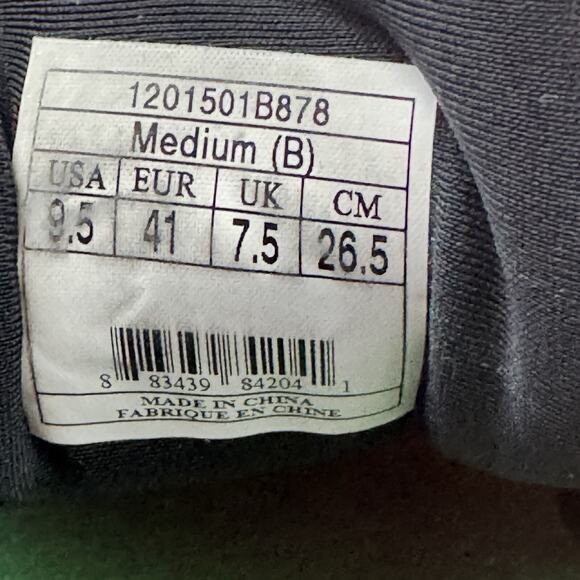 1201501B878
Medium (B)
USA EUR UK CM
9.5 41 7.5 26.5
8 83439 84204 1
MADE IN CHINA
FABRIQUE EN CHINE